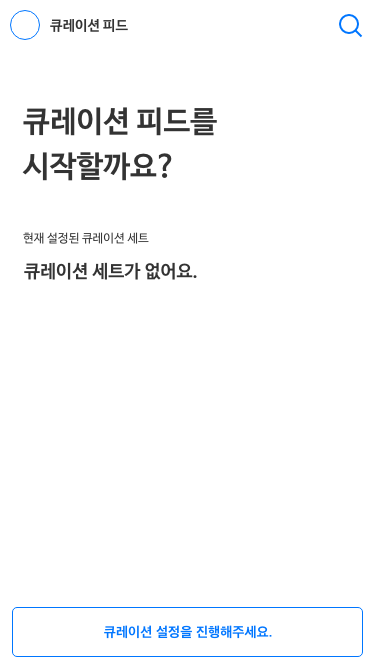 큐레이션 피드
큐레이션 피드를
시작할까요?
현재 설정된 큐레이션 세트
큐레이션 세트가 없어요.
큐레이션 설정을 진행해주세요.